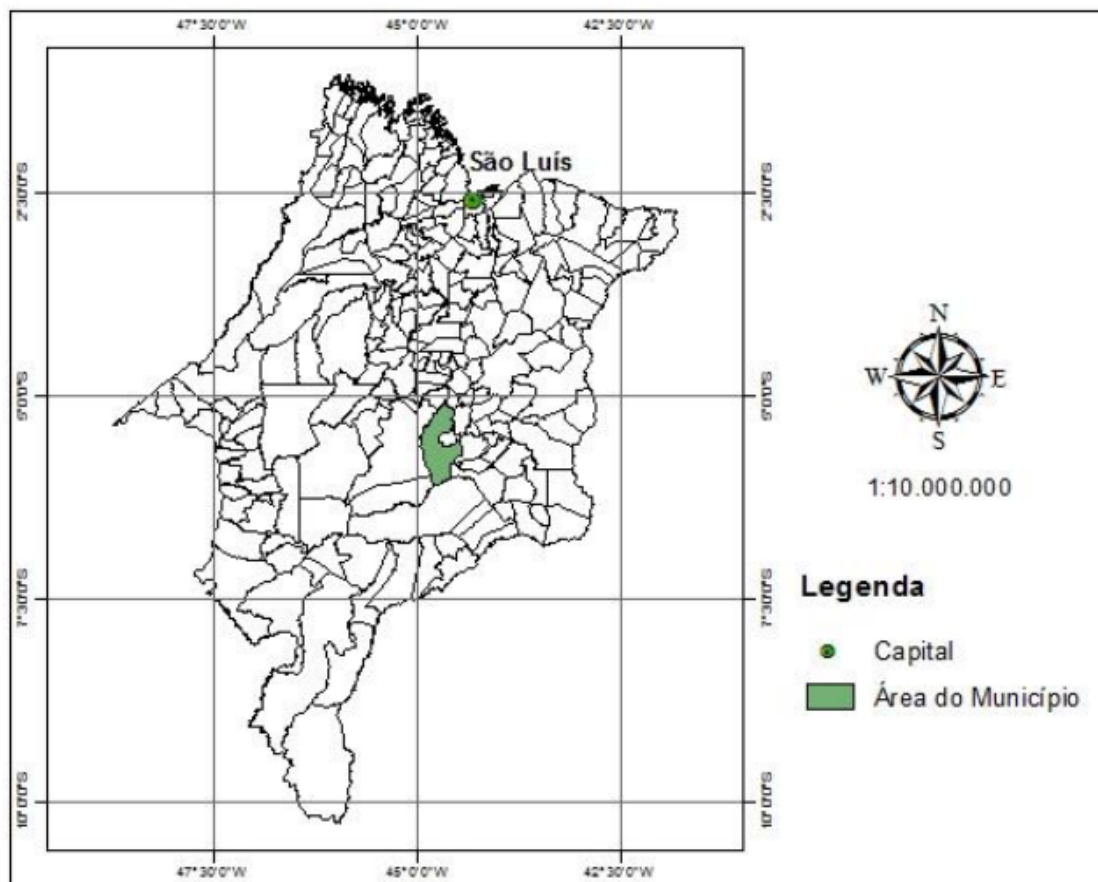 47°30'0"W 45°0'0"W 42°30'0"W
São Luís
2°30'0"S 2°30'0"S
5°0'0"S 5°0'0"S
7°30'0"S 7°30'0"S
10°0'0"S 10°0'0"S
N
W E
S
1:10.000.000
Legenda
Capital
Área do Município
47°30'0"W 45°0'0"W 42°30'0"W